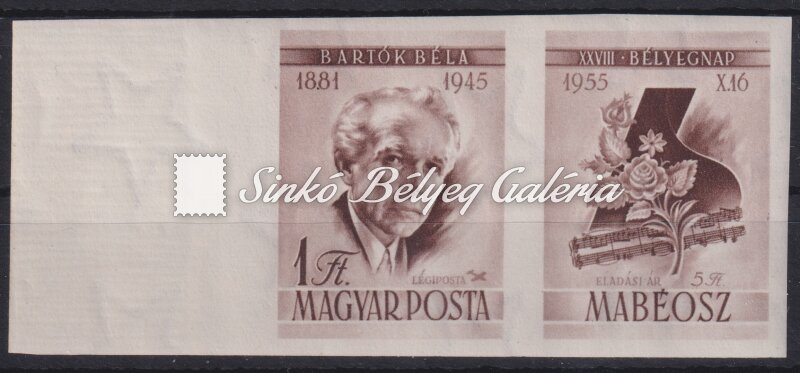 BARTÓK BÉLA
1881 1945
1 Ft.
LÉGIPOSTA
MAGYAR POSTA
XXVIII · BÉLYEGNAP
1955 X.16
ELADÁSI ÁR 5 Ft.
MABÉOSZ
Sinkó Bélyeg Galéria